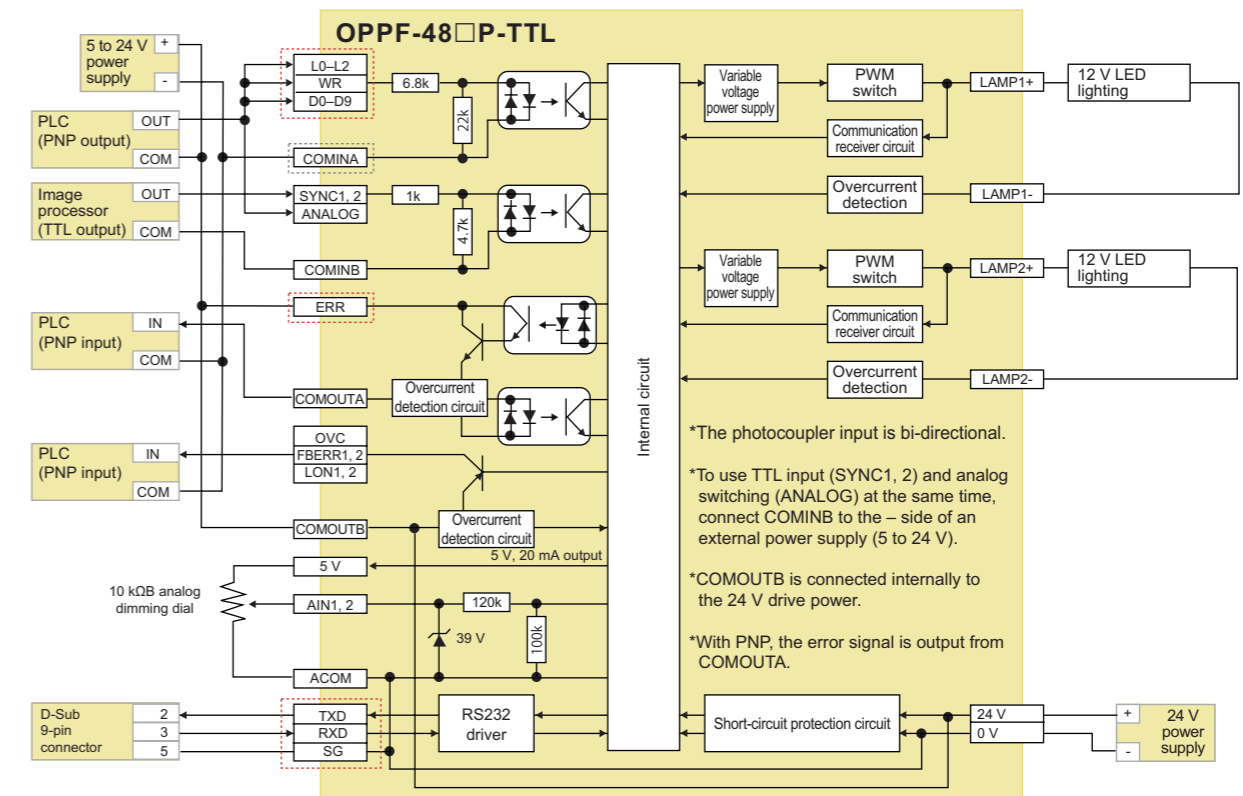 OPPF-48□P-TTL
5 to 24 V
power
supply
+
-
PLC
(PNP output)
OUT
COM
Image
processor
(TTL output)
OUT
COM
PLC
(PNP input)
IN
COM
PLC
(PNP input)
IN
COM
10 kΩB analog
dimming dial
D-Sub
9-pin
connector
2
3
5
L0–L2
WR
D0–D9
COMINA
SYNC1, 2
ANALOG
COMINB
ERR
COMOUTA
OVC
FBERR1, 2
LON1, 2
COMOUTB
5 V
AIN1, 2
ACOM
TXD
RXD
SG
6.8k
22k
1k
4.7k
Overcurrent
detection circuit
Overcurrent
detection circuit
5 V, 20 mA output
120k
39 V
100k
RS232
driver
Internal circuit
Variable
voltage
power supply
PWM
switch
LAMP1+
12 V LED
lighting
Communication
receiver circuit
Overcurrent
detection
LAMP1-
Variable
voltage
power supply
PWM
switch
LAMP2+
12 V LED
lighting
Communication
receiver circuit
Overcurrent
detection
LAMP2-
*The photocoupler input is bi-directional.
*To use TTL input (SYNC1, 2) and analog
switching (ANALOG) at the same time,
connect COMINB to the – side of an
external power supply (5 to 24 V).
*COMOUTB is connected internally to
the 24 V drive power.
*With PNP, the error signal is output from
COMOUTA.
Short-circuit protection circuit
24 V
0 V
+
-
24 V
power
supply